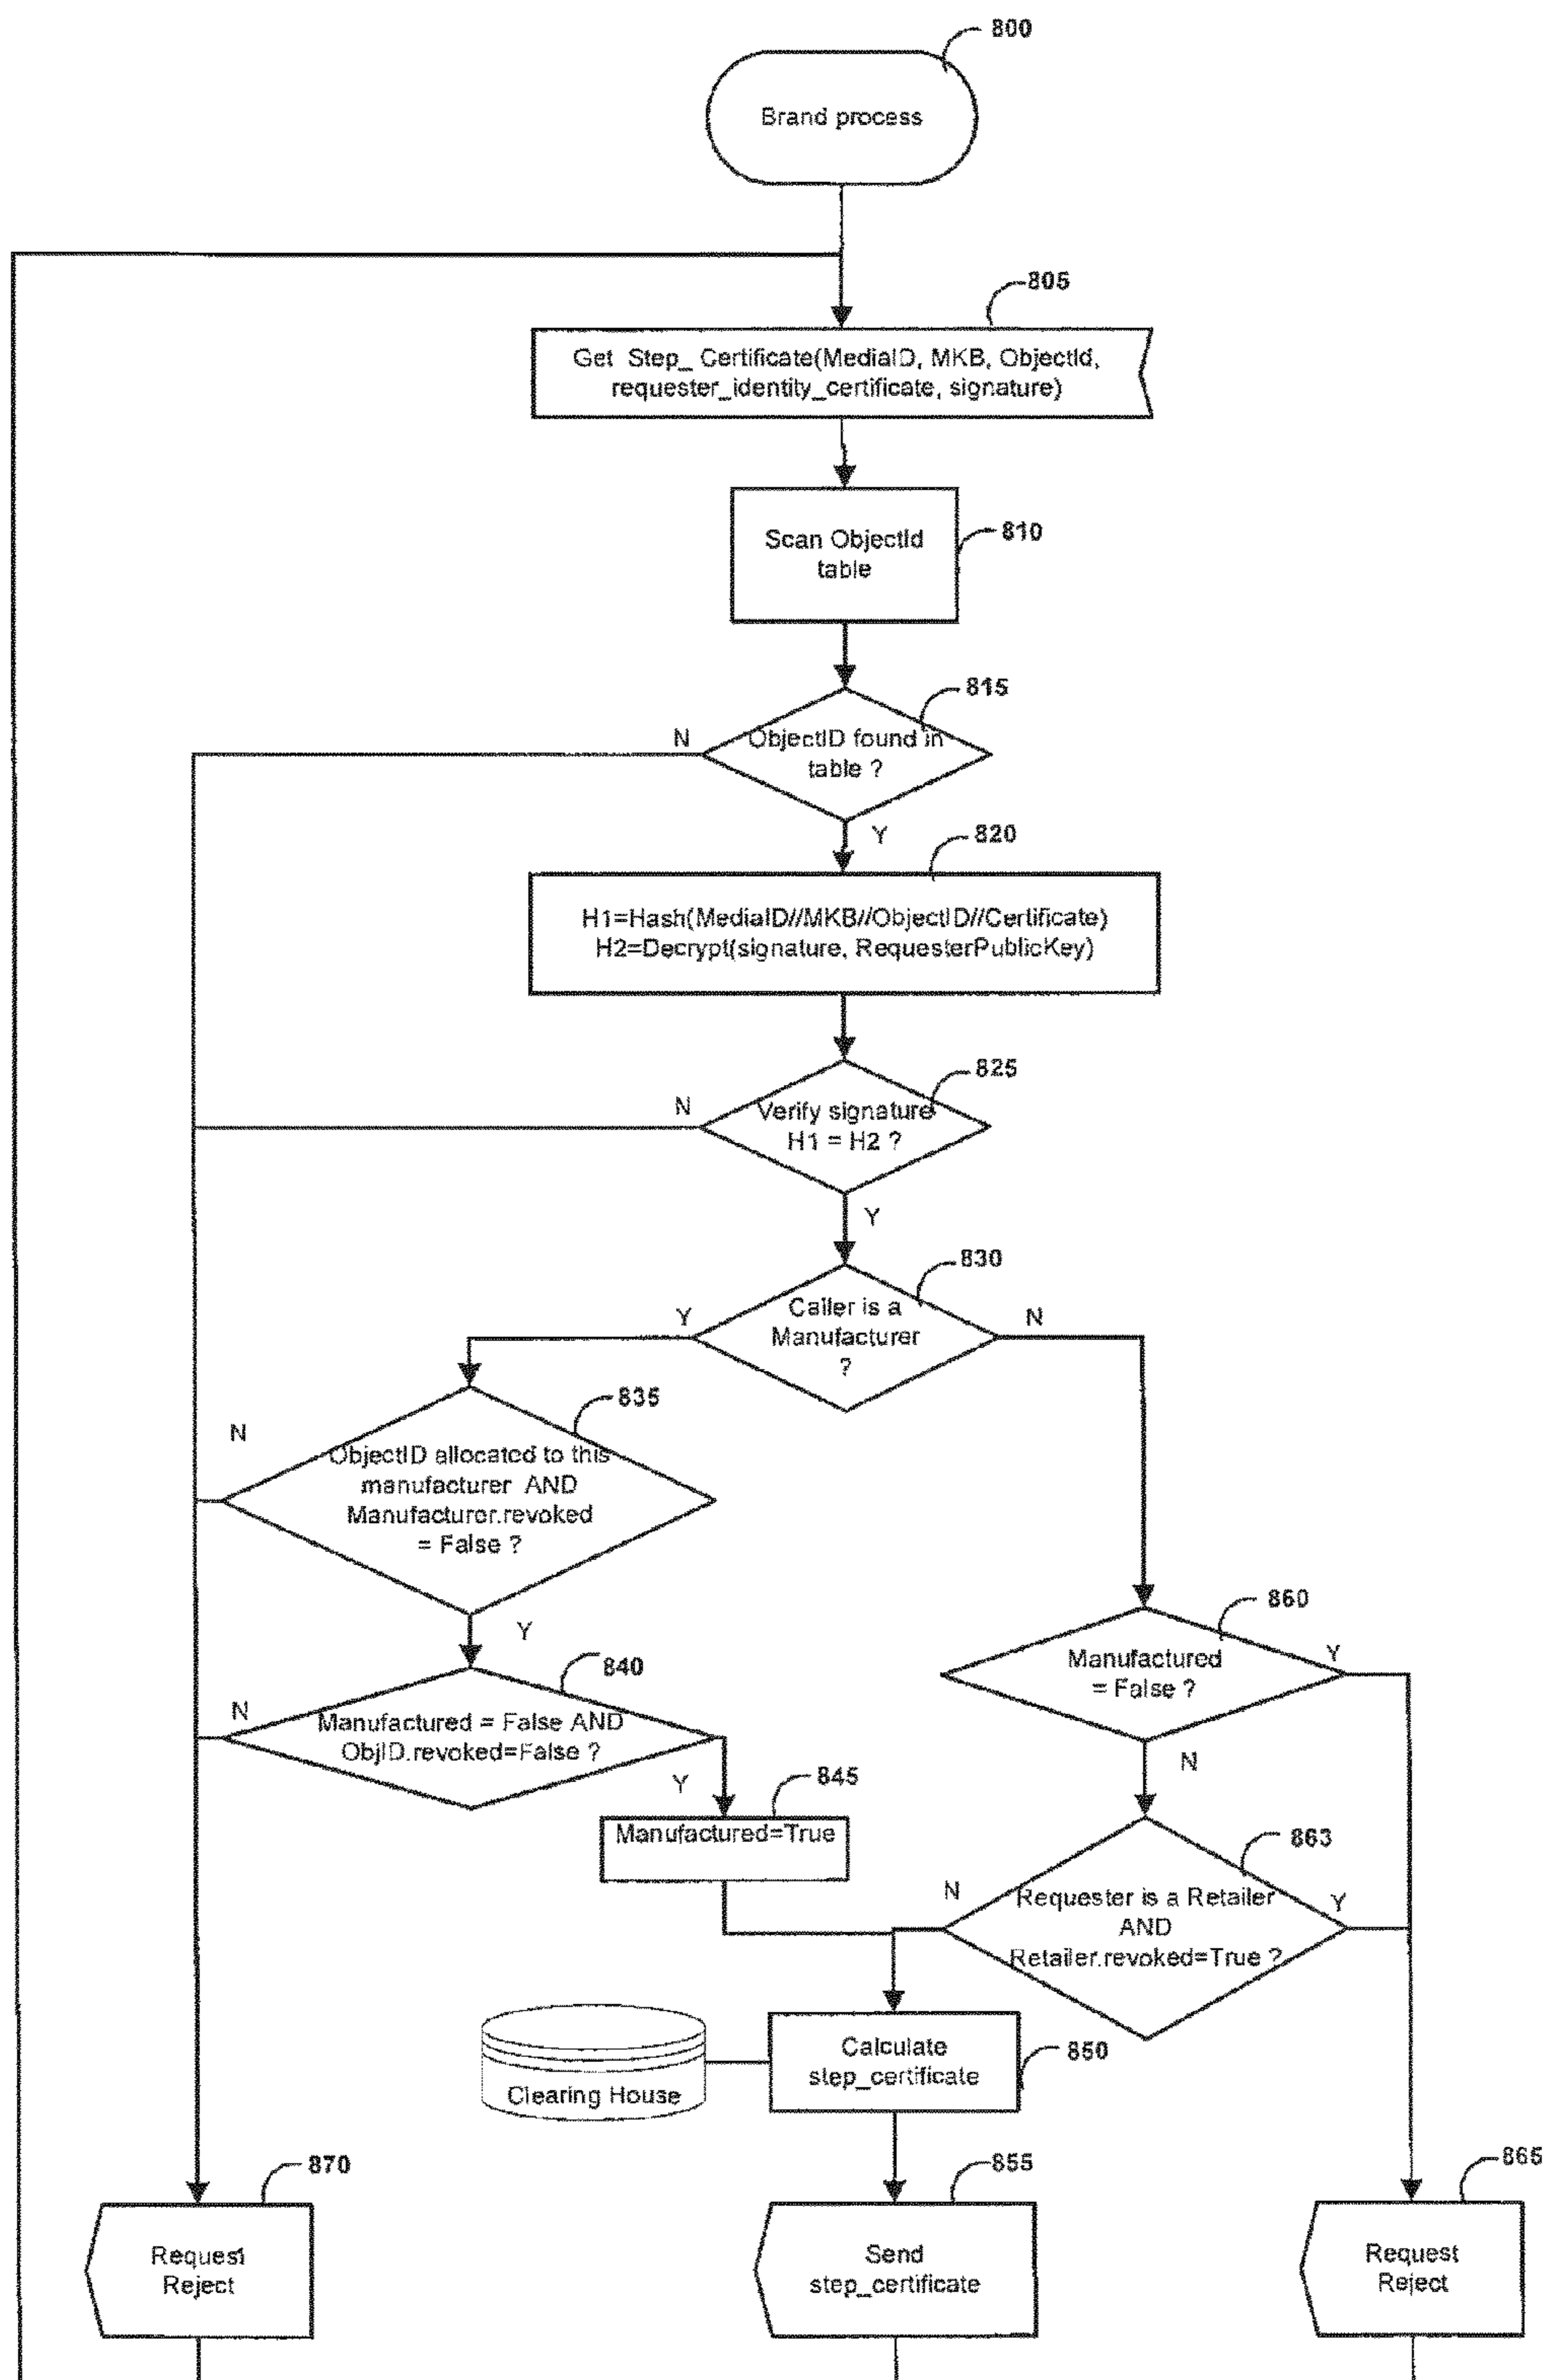 800
Brand process
805
Get Step_ Certificate(MediaID, MKB, ObjectId,
requester_identity_certificate, signature)
Scan ObjectId
table
810
815
N
ObjectID found in
table ?
Y
820
H1=Hash(MediaID//MKB//ObjectID//Certificate)
H2=Decrypt(signature, RequesterPublicKey)
825
N
Verify signature
H1 = H2 ?
Y
830
Y
Caller is a
Manufacturer
?
N
835
N
ObjectID allocated to this
manufacturer AND
Manufacturer.revoked
= False ?
Y
840
N
Manufactured = False AND
ObjID.revoked=False ?
Y
845
Manufactured=True
860
Manufactured
= False ?
Y
N
863
N
Requester is a Retailer
AND
Retailer.revoked=True ?
Y
Clearing House
Calculate
step_certificate
850
870
Request
Reject
855
Send
step_certificate
865
Request
Reject